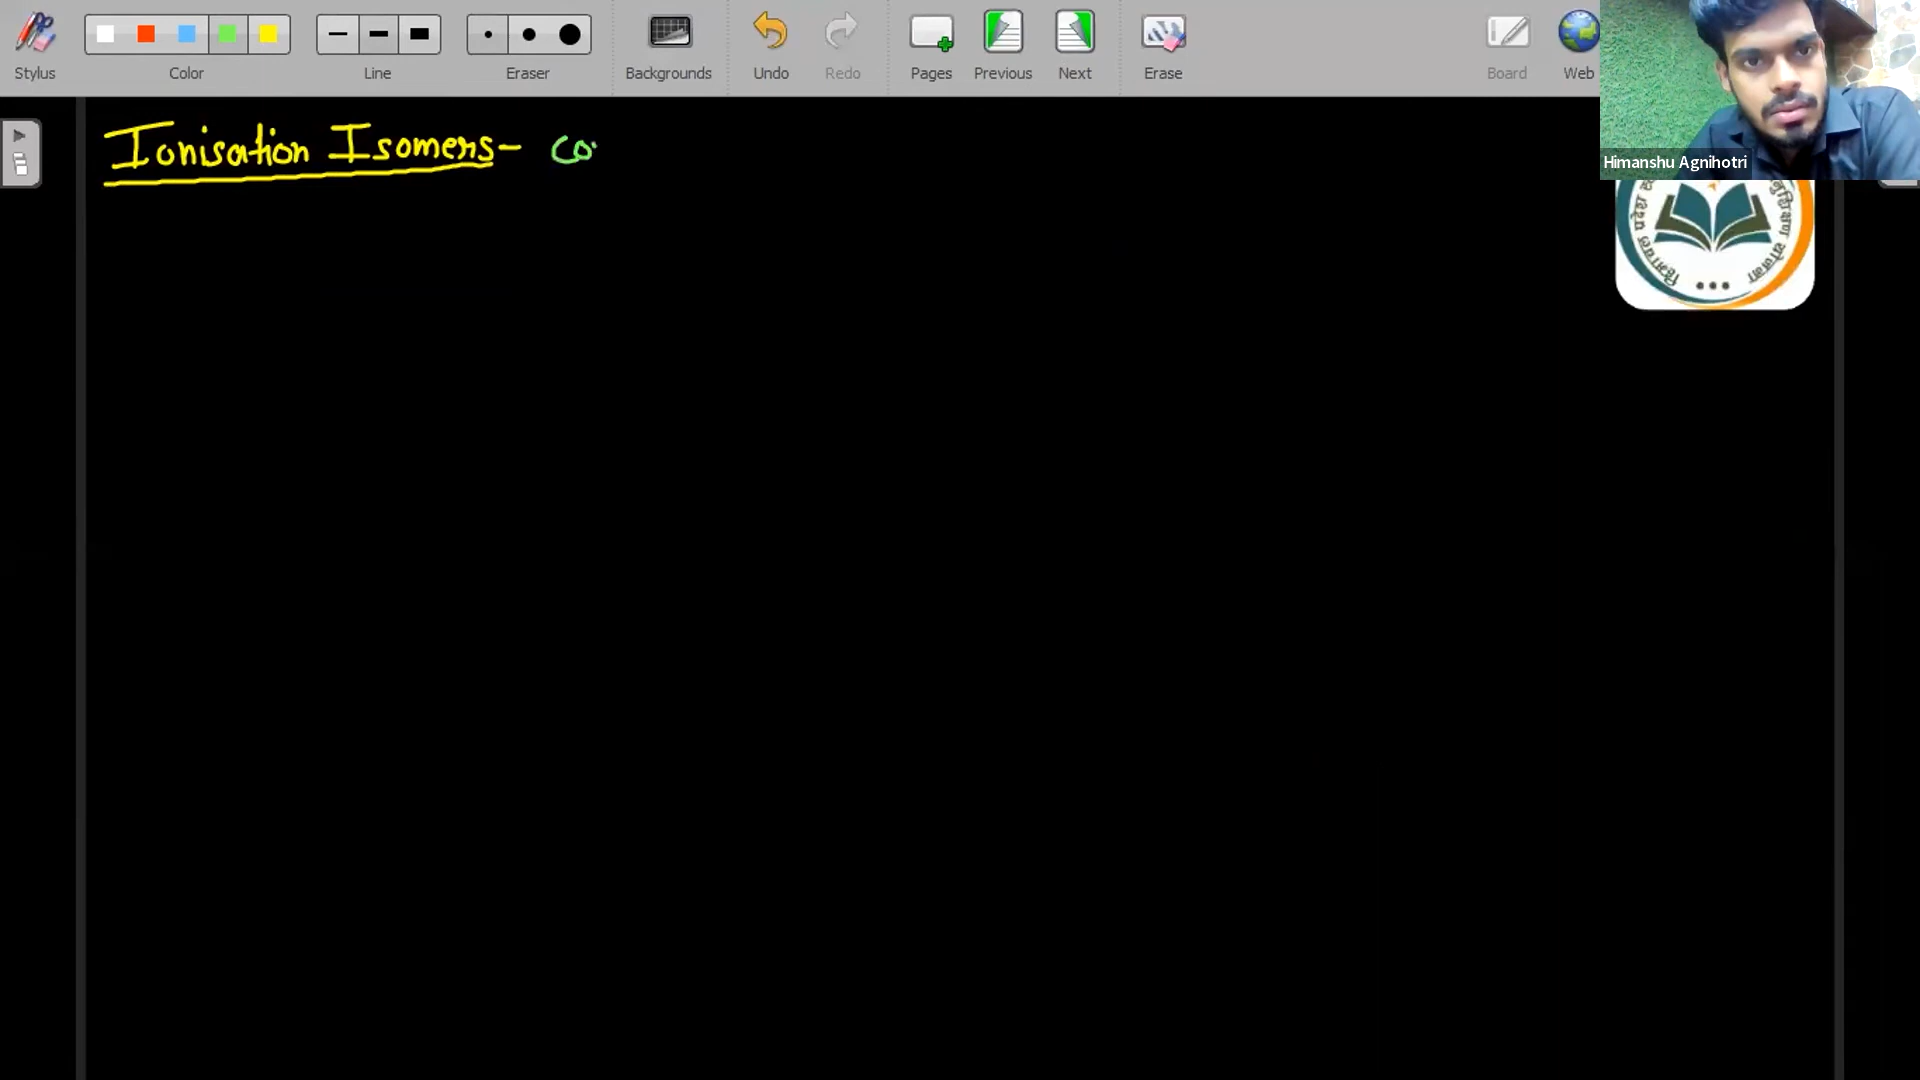 Stylus Color Line Eraser Backgrounds Undo Redo Pages Previous Next Erase Board Web
Himanshu Agnihotri
Ionisation Isomers- co